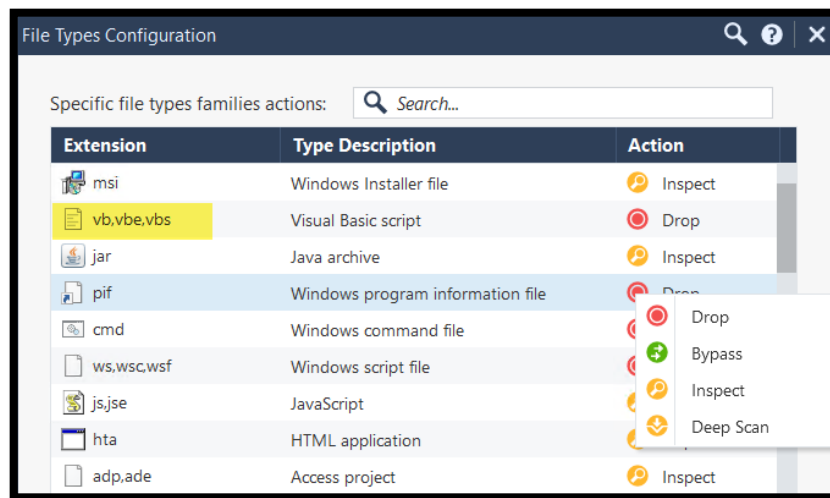 File Types Configuration
Specific file types families actions: Search...
Extension Type Description Action
msi Windows Installer file Inspect
vb,vbe,vbs Visual Basic script Drop
jar Java archive Inspect
pif Windows program information file Drop
Drop
cmd Windows command file
Bypass
ws,wsc,wsf Windows script file
Inspect
js,jse JavaScript
Deep Scan
hta HTML application
adp,ade Access project Inspect